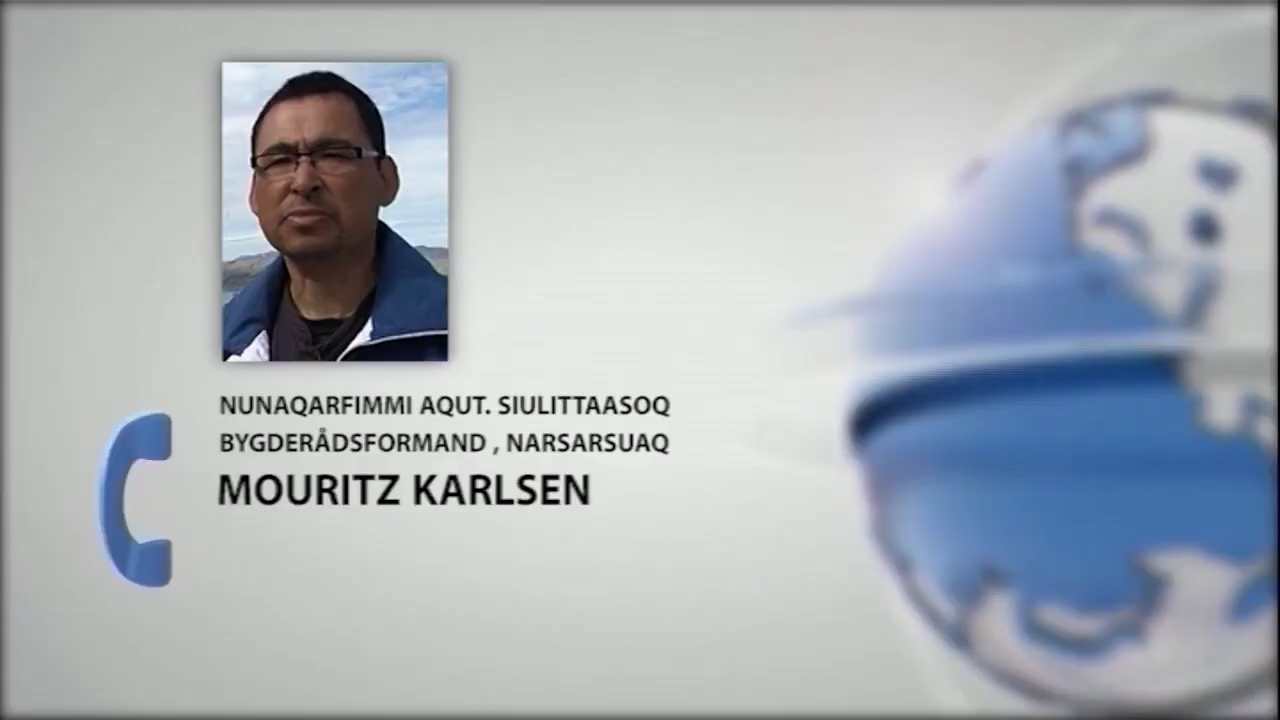 NUNAQARFIMMI AQUT. SIULITTAASOQ
BYGDERÅDSFORMAND , NARSARSUAQ
MOURITZ KARLSEN